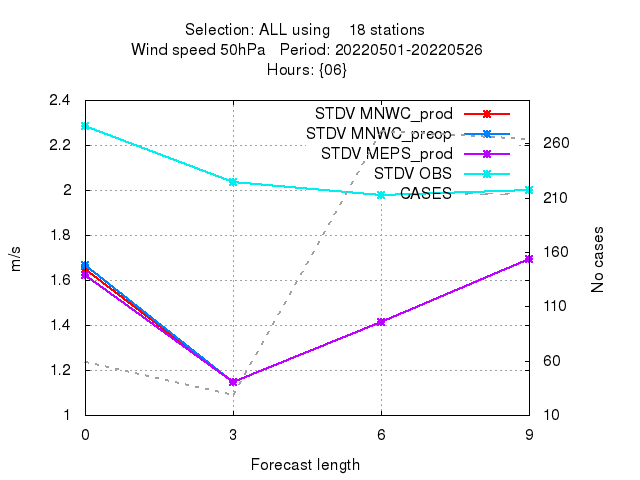 Selection: ALL using    18 stations
Wind speed 50hPa   Period: 20220501-20220526
Hours: {06}
STDV MNWC_prod
STDV MNWC_preop
STDV MEPS_prod
STDV OBS
CASES
2.4
2.2
2
1.8
1.6
1.4
1.2
1
m/s
260
210
160
110
60
10
No cases
0 3 6 9
Forecast length